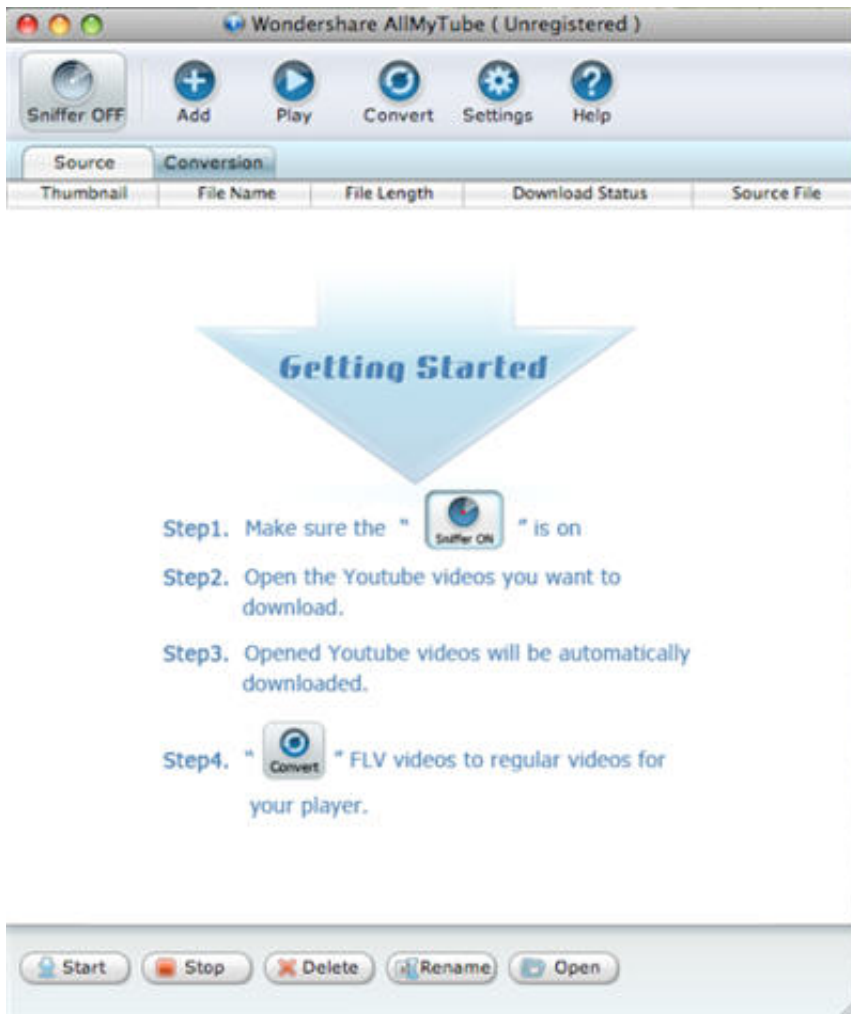 Wondershare AllMyTube ( Unregistered )
Sniffer OFF Add Play Convert Settings Help
Source Conversion
Thumbnail File Name File Length Download Status Source File
Getting Started
Step1. Make sure the " Sniffer ON " is on
Step2. Open the Youtube videos you want to
download.
Step3. Opened Youtube videos will be automatically
downloaded.
Step4. " Convert " FLV videos to regular videos for
your player.
Start Stop Delete Rename Open